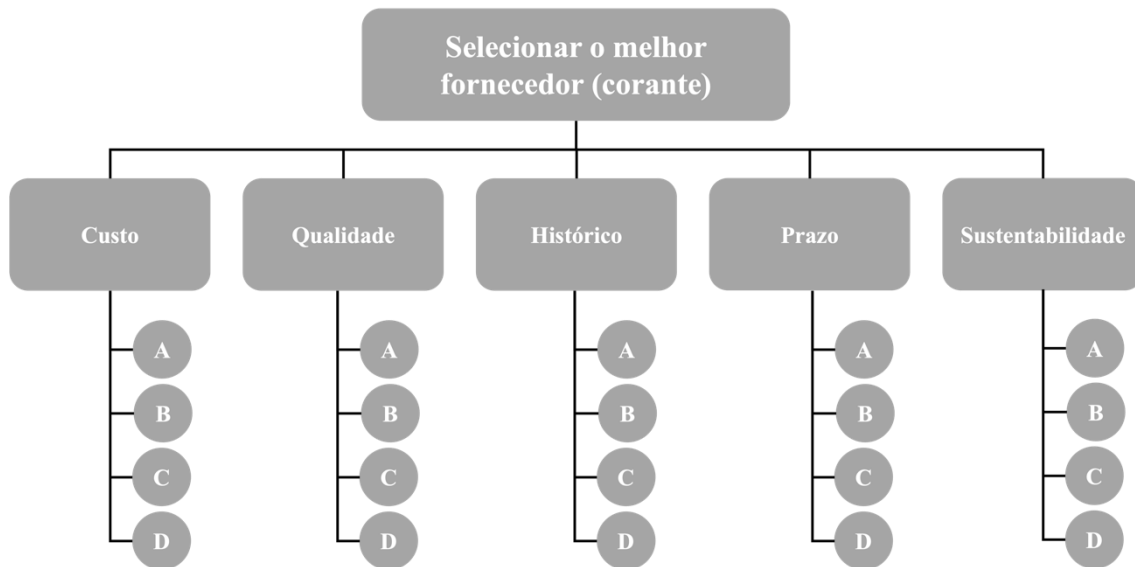 Selecionar o melhor
fornecedor (corante)
Custo
Qualidade
Histórico
Prazo
Sustentabilidade
A
A
A
A
A
B
B
B
B
B
C
C
C
C
C
D
D
D
D
D